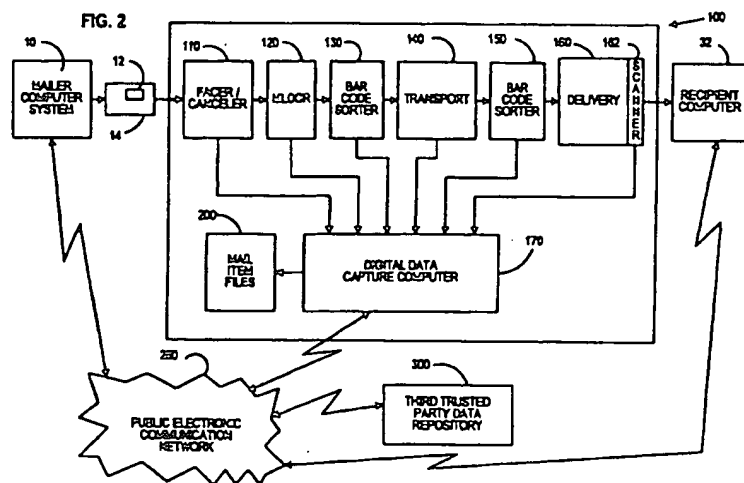 FIG. 2
100
10
12
110
120
130
140
150
160
162
32
MAILER
COMPUTER
SYSTEM
14
FACER /
CANCELER
MLOCR
BAR
CODE
SORTER
TRANSPORT
BAR
CODE
SORTER
DELIVERY
SCANNER
RECIPIENT
COMPUTER
200
MAIL
ITEM
FILES
DIGITAL DATA
CAPTURE COMPUTER
170
250
PUBLIC ELECTRONIC
COMMUNICATION
NETWORK
300
THIRD TRUSTED
PARTY DATA
REPOSITORY